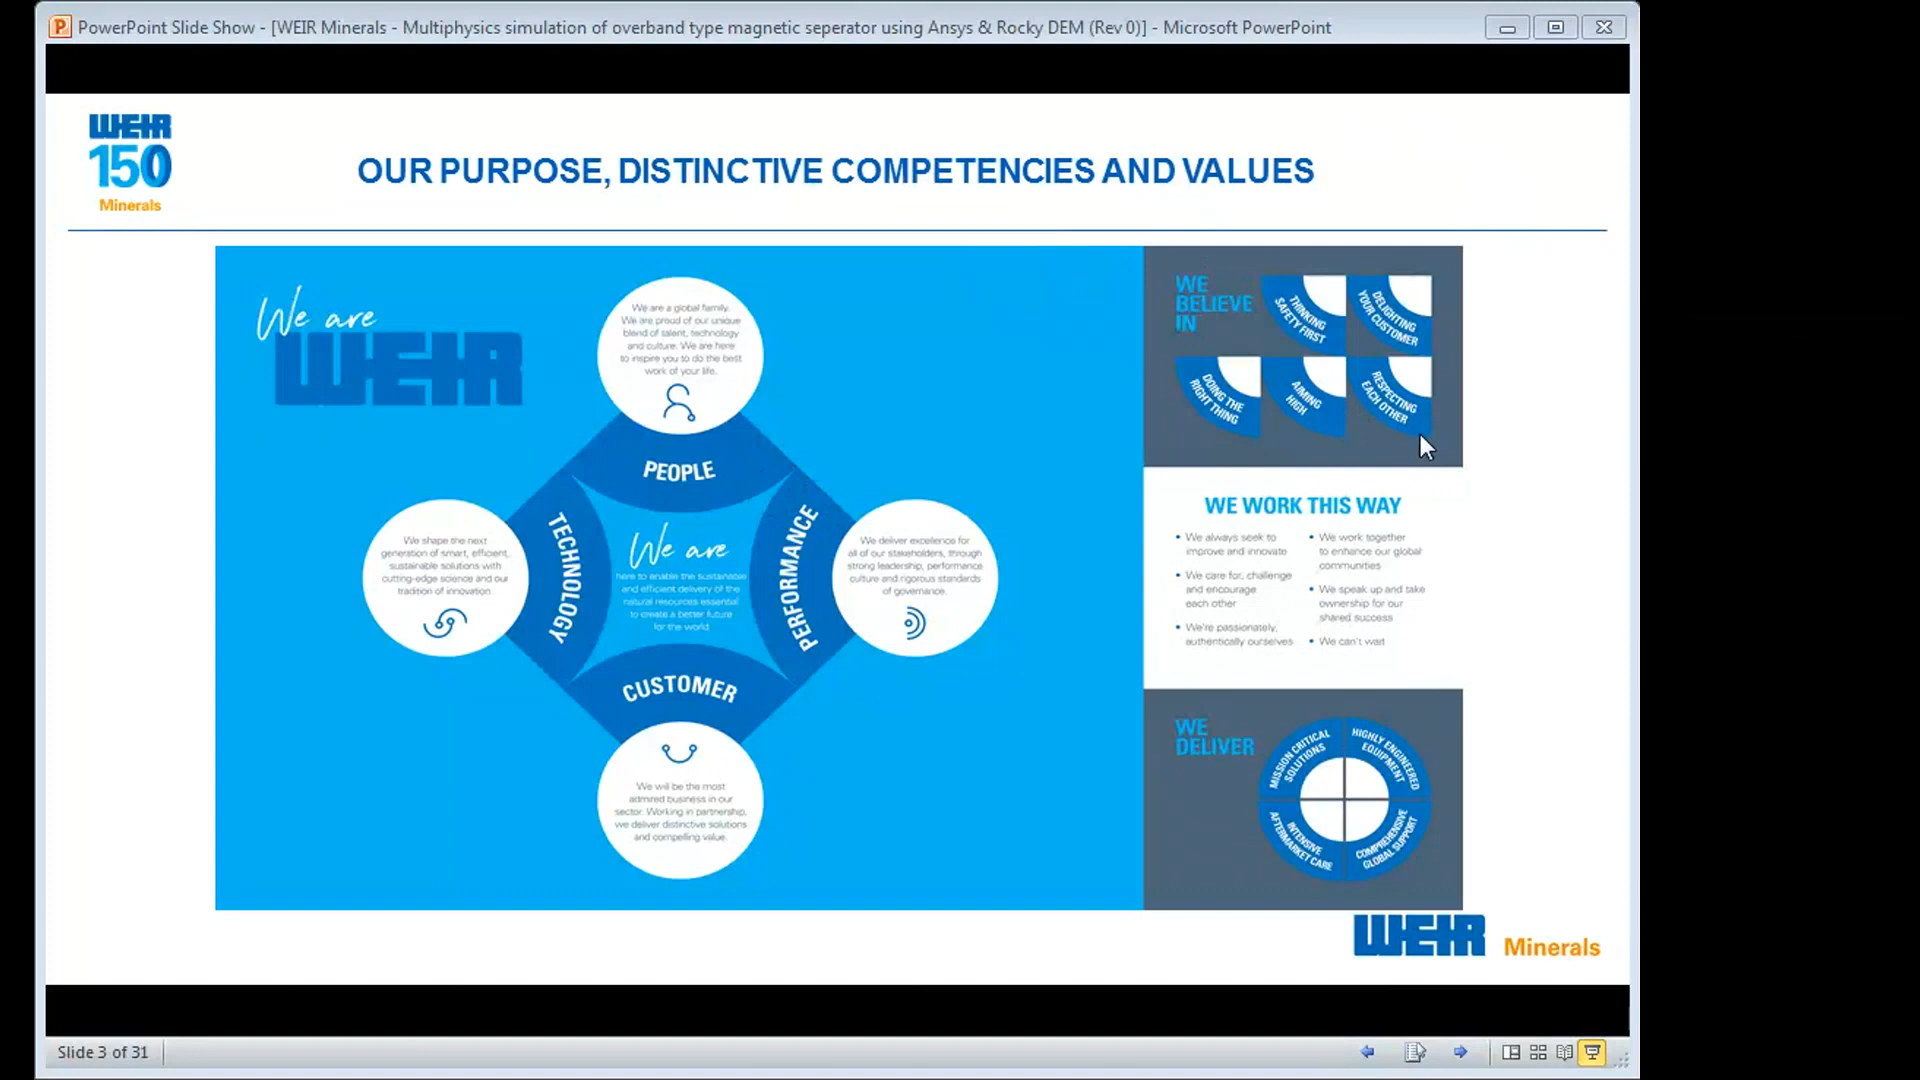 PowerPoint Slide Show - [WEIR Minerals - Multiphysics simulation of overband type magnetic seperator using Ansys & Rocky DEM (Rev 0)] - Microsoft PowerPoint
WEIR
150
Minerals
OUR PURPOSE, DISTINCTIVE COMPETENCIES AND VALUES
We are
WEIR
We are a global family.
We are proud of our unique
blend of talent, technology
and culture. We are here
to inspire you to do the best
work of your life.
PEOPLE
We shape the next
generation of smart, efficient,
sustainable solutions with
cutting-edge science and our
tradition of innovation.
TECHNOLOGY
We are
here to enable the sustainable
and efficient delivery of the
natural resources essential
to create a better future
for the world
PERFORMANCE
We deliver excellence for
all of our stakeholders, through
strong leadership, performance
culture and rigorous standards
of governance.
CUSTOMER
We will be the most
admired business in our
sector. Working in partnership,
we deliver distinctive solutions
and compelling value.
WE
BELIEVE
IN
THINKING
SAFETY FIRST
DELIGHTING
YOUR CUSTOMER
DOING THE
RIGHT THING
AIMING
HIGH
RESPECTING
EACH OTHER
WE WORK THIS WAY
• We always seek to
improve and innovate
• We care for, challenge
and encourage
each other
• We're passionately,
authentically ourselves
• We work together
to enhance our global
communities
• We speak up and take
ownership for our
shared success
• We can't wait
WE
DELIVER
MISSION CRITICAL
SOLUTIONS
HIGHLY ENGINEERED
EQUIPMENT
INTENSIVE
AFTERMARKET CARE
COMPREHENSIVE
GLOBAL SUPPORT
WEIR Minerals
Slide 3 of 31